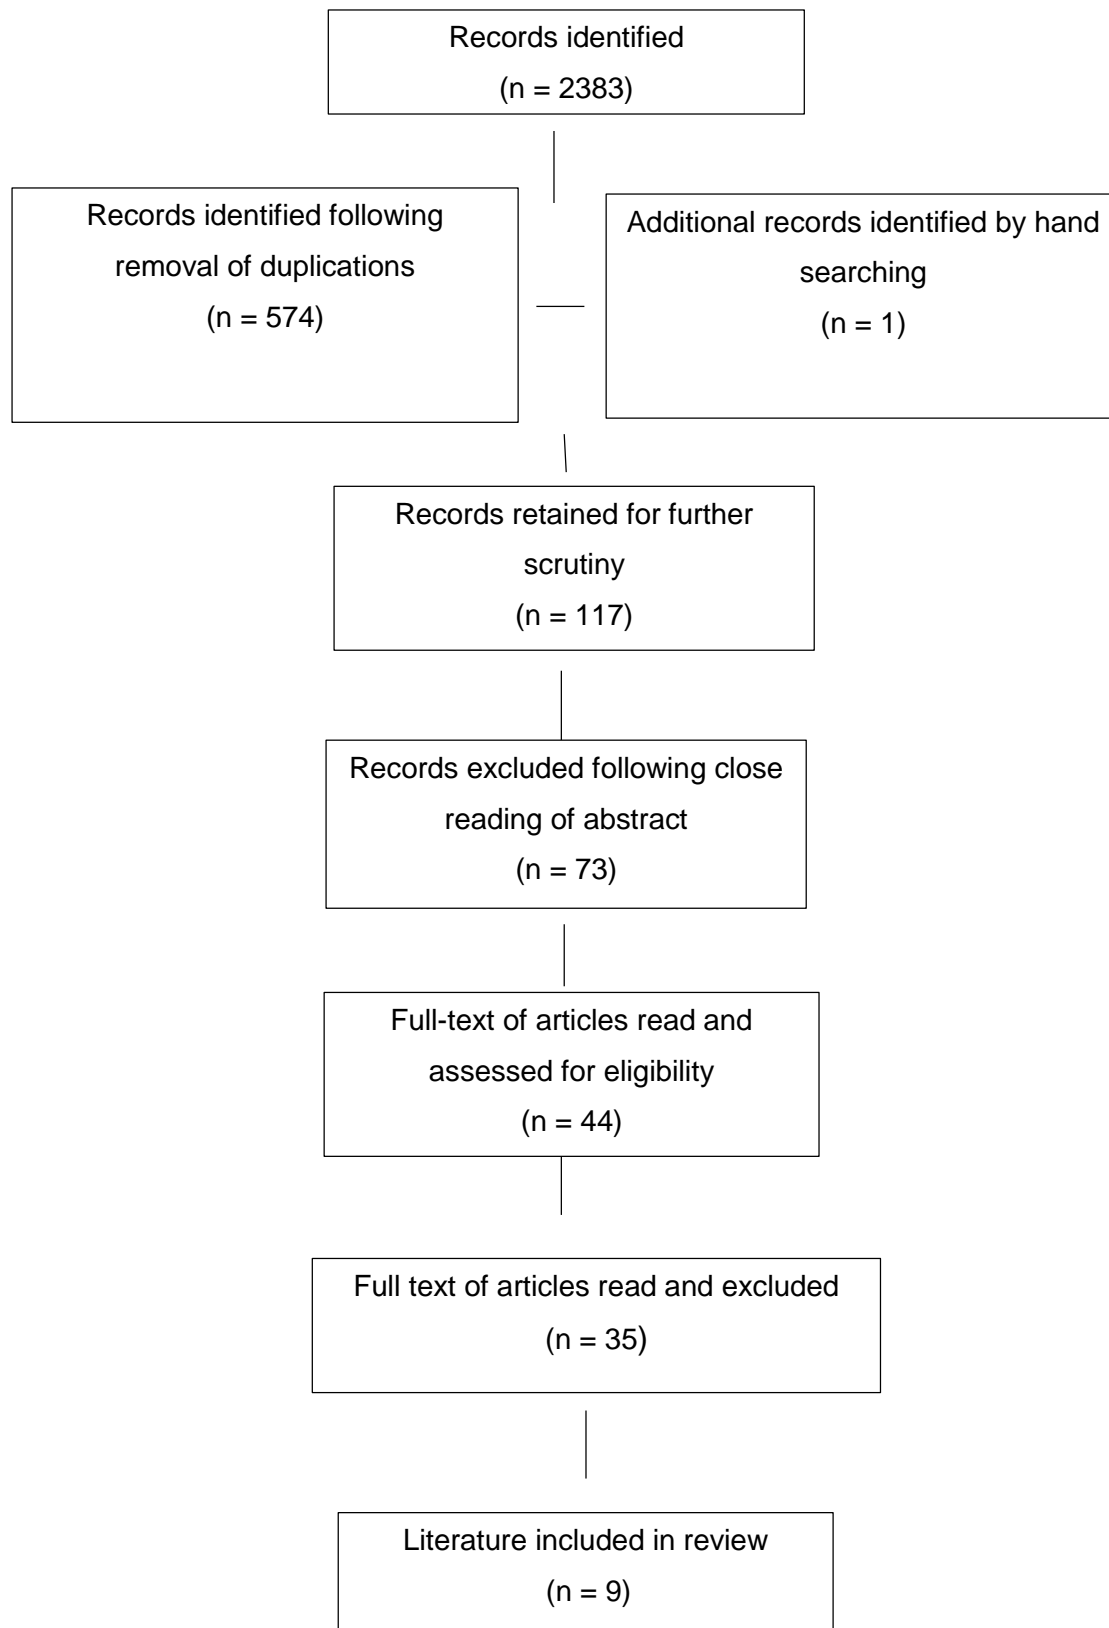 Records identified
(n = 2383)
Records identified following
removal of duplications
(n = 574)
Additional records identified by hand
searching
(n = 1)
Records retained for further
scrutiny
(n = 117)
Records excluded following close
reading of abstract
(n = 73)
Full-text of articles read and
assessed for eligibility
(n = 44)
Full text of articles read and excluded
(n = 35)
Literature included in review
(n = 9)